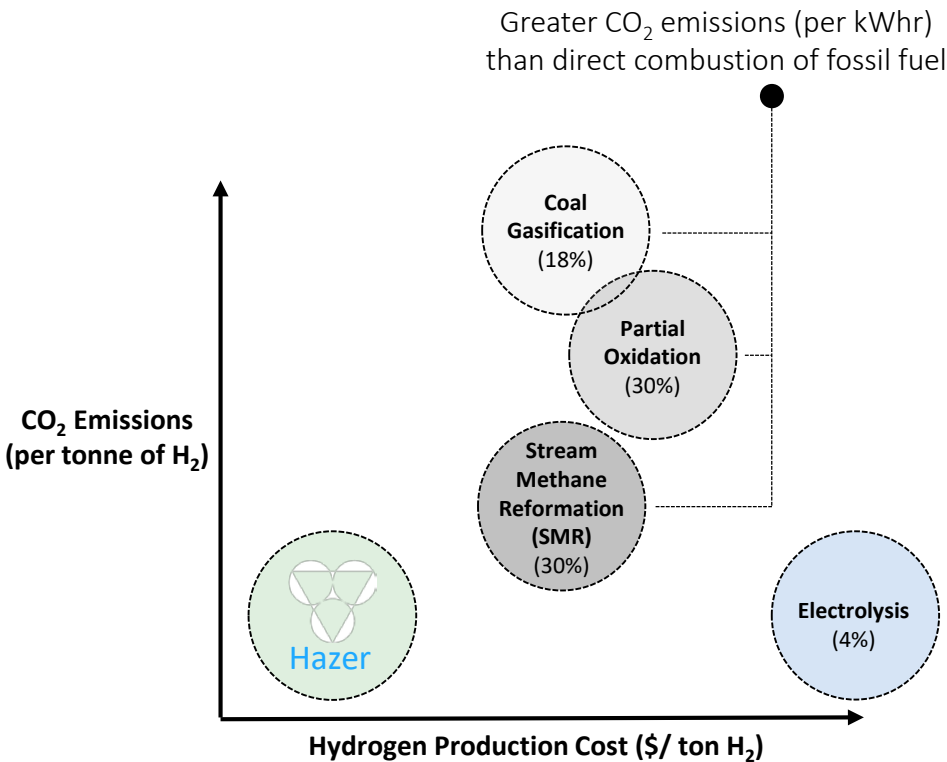 Greater CO₂ emissions (per kWhr)
than direct combustion of fossil fuel
Coal
Gasification
(18%)
Partial
Oxidation
(30%)
CO₂ Emissions
(per tonne of H₂)
Stream
Methane
Reformation
(SMR)
(30%)
Hazer
Electrolysis
(4%)
Hydrogen Production Cost ($/ ton H₂)